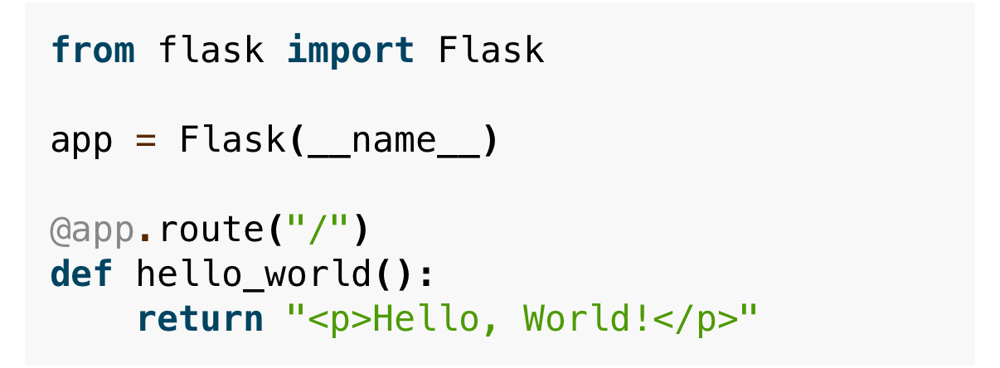 from flask import Flask

app = Flask(__name__)

@app.route("/")
def hello_world():
    return "<p>Hello, World!</p>"